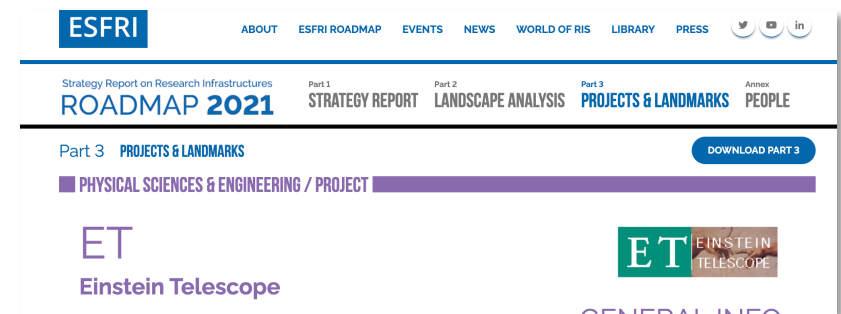 ESFRI
ABOUT ESFRI ROADMAP EVENTS NEWS WORLD OF RIS LIBRARY PRESS
in
Strategy Report on Research Infrastructures
ROADMAP 2021
Part 1
STRATEGY REPORT
Part 2
LANDSCAPE ANALYSIS
Part 3
PROJECTS & LANDMARKS
Annex
PEOPLE
Part 3 PROJECTS & LANDMARKS
DOWNLOAD PART 3
PHYSICAL SCIENCES & ENGINEERING / PROJECT
ET
Einstein Telescope
ET EINSTEIN
TELESCOPE
GENERAL INFO